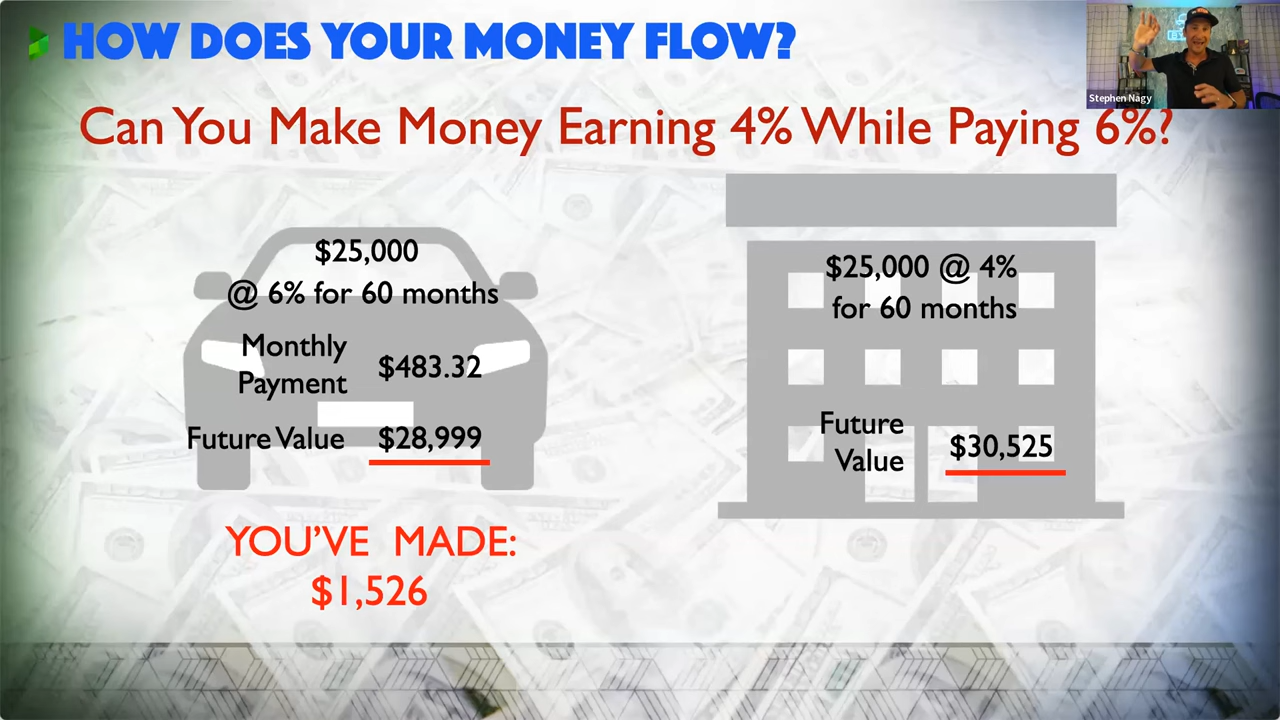 HOW DOES YOUR MONEY FLOW?
Stephen Nagy
Can You Make Money Earning 4% While Paying 6%?
$25,000
@ 6% for 60 months
Monthly
Payment
$483.32
Future Value $28,999
$25,000 @ 4%
for 60 months
Future
Value
$30,525
YOU'VE MADE:
$1,526